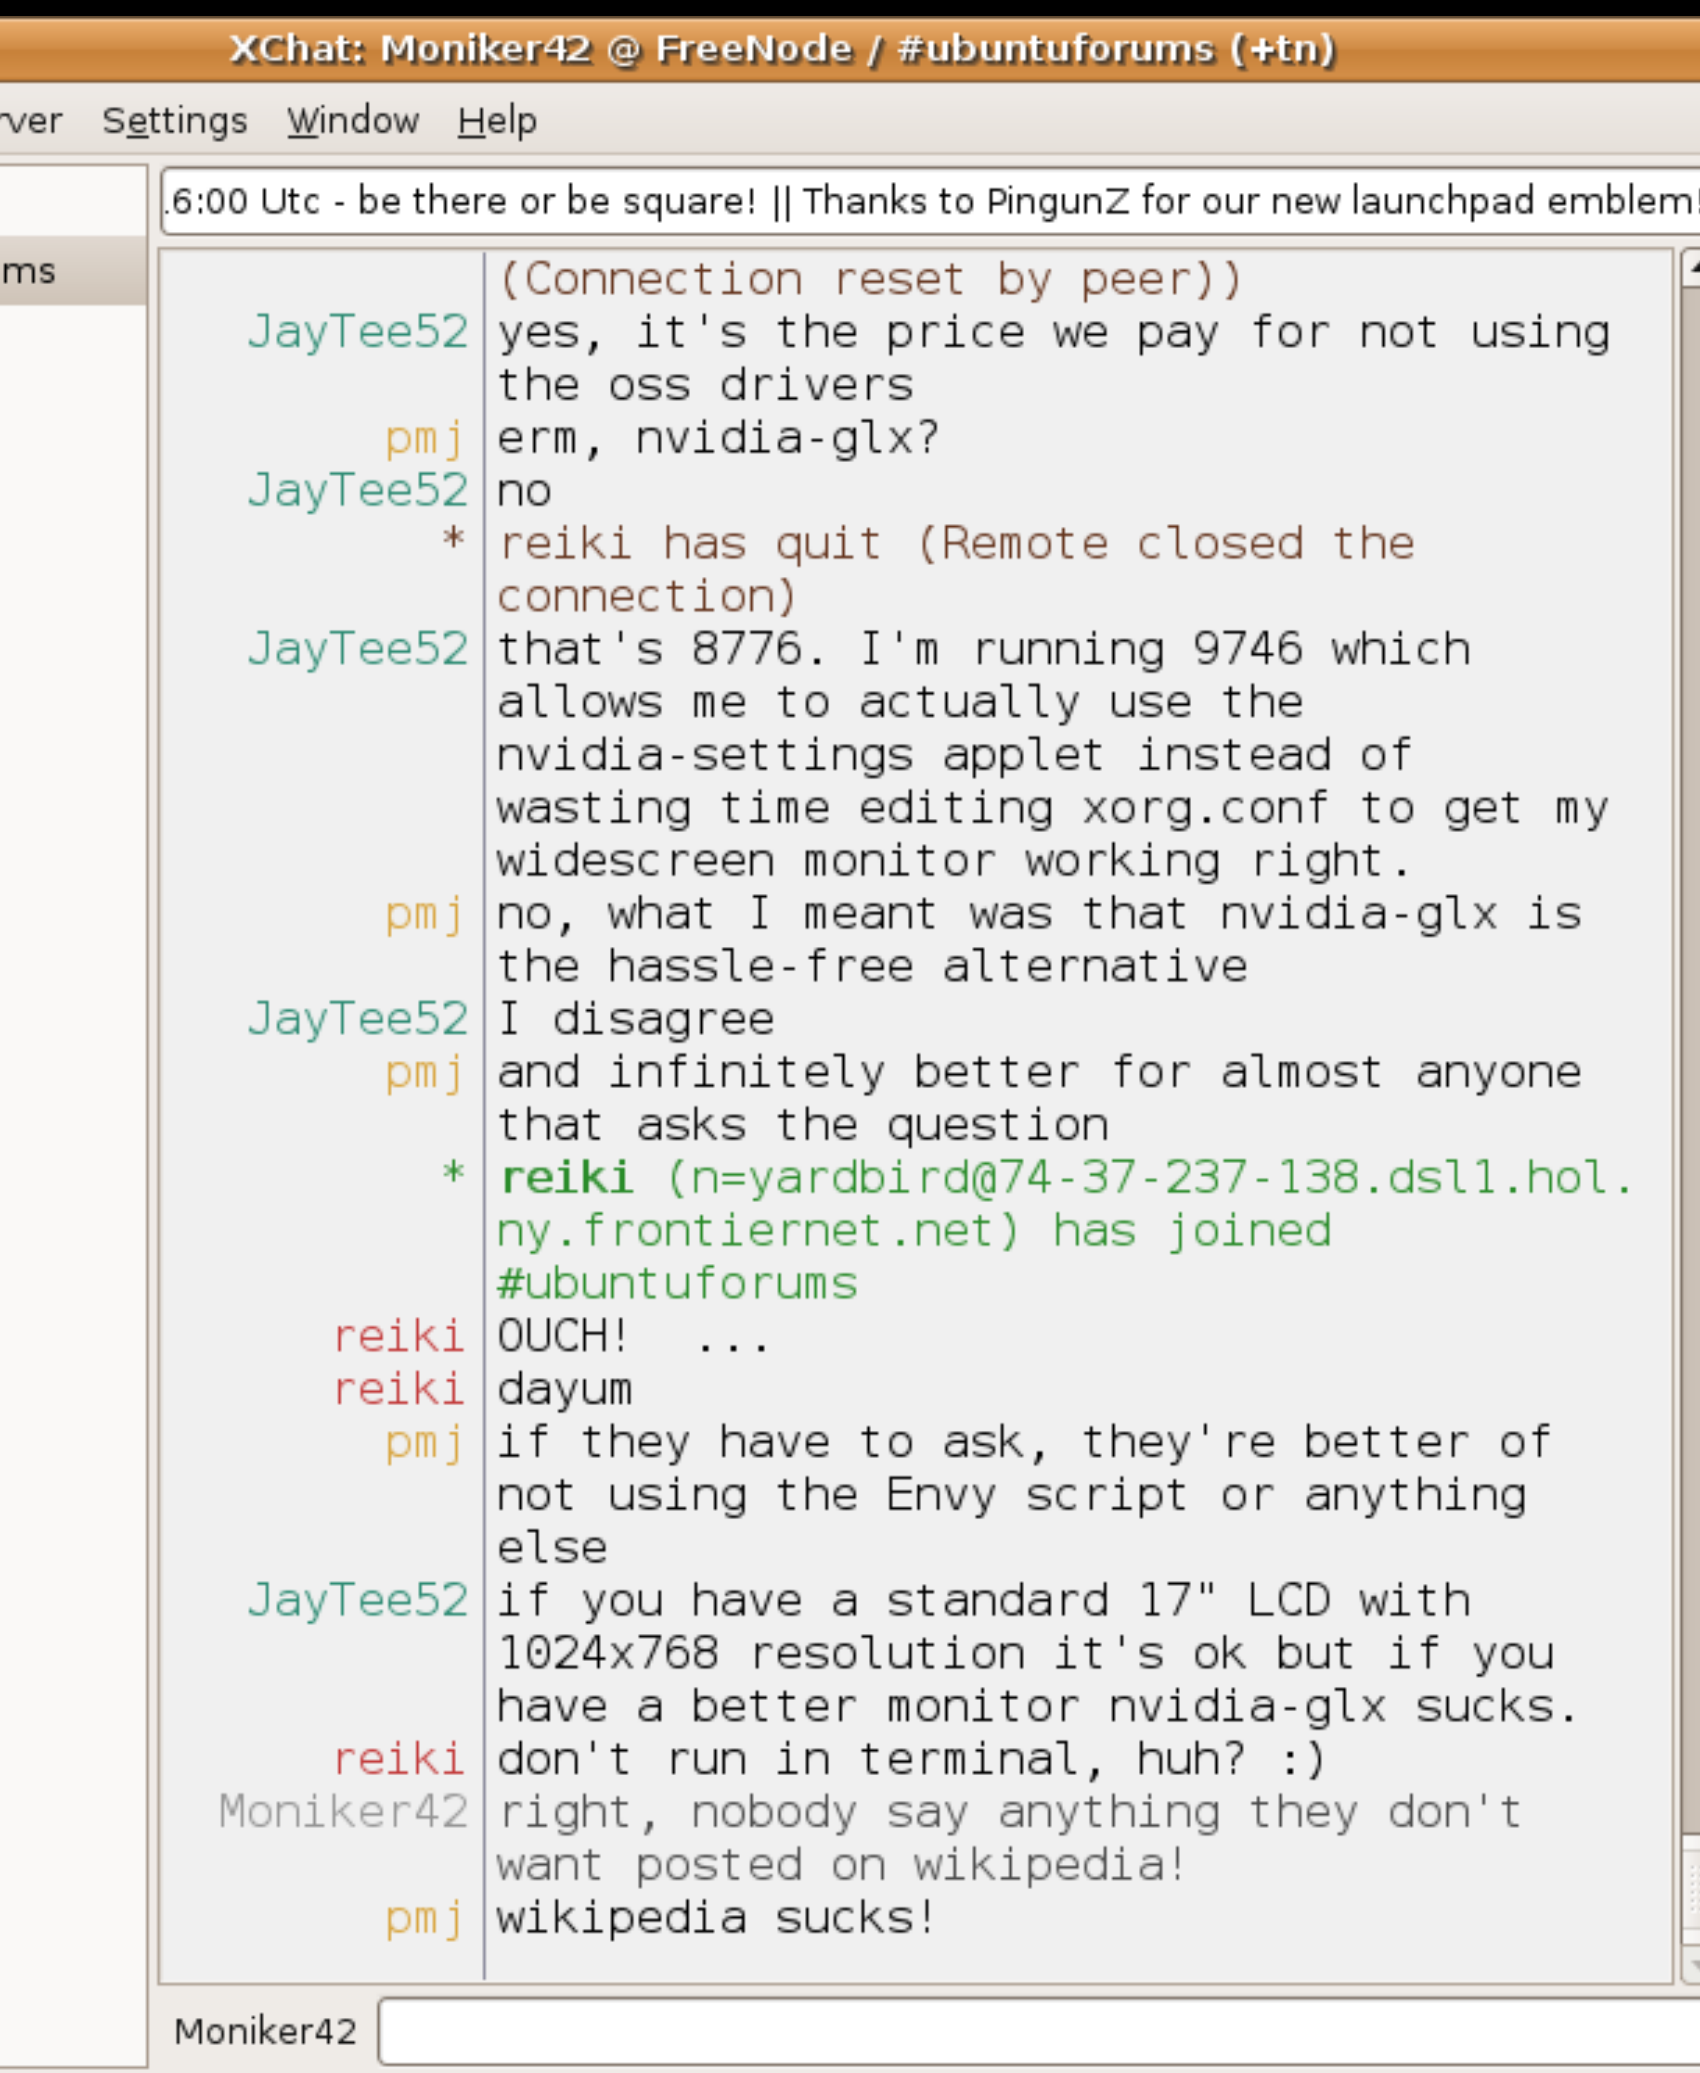 XChat: Moniker42 @ FreeNode / #ubuntuforums (+tn)
rver Settings Window Help
.6:00 Utc - be there or be square! || Thanks to PingunZ for our new launchpad emblem!
ms
(Connection reset by peer))
JayTee52 yes, it's the price we pay for not using
the oss drivers
pmj erm, nvidia-glx?
JayTee52 no
* reiki has quit (Remote closed the
connection)
JayTee52 that's 8776. I'm running 9746 which
allows me to actually use the
nvidia-settings applet instead of
wasting time editing xorg.conf to get my
widescreen monitor working right.
pmj no, what I meant was that nvidia-glx is
the hassle-free alternative
JayTee52 I disagree
pmj and infinitely better for almost anyone
that asks the question
* reiki (n=yardbird@74-37-237-138.dsl1.hol.
ny.frontiernet.net) has joined
#ubuntuforums
reiki OUCH!  ...
reiki dayum
pmj if they have to ask, they're better of
not using the Envy script or anything
else
JayTee52 if you have a standard 17" LCD with
1024x768 resolution it's ok but if you
have a better monitor nvidia-glx sucks.
reiki don't run in terminal, huh? :)
Moniker42 right, nobody say anything they don't
want posted on wikipedia!
pmj wikipedia sucks!
Moniker42